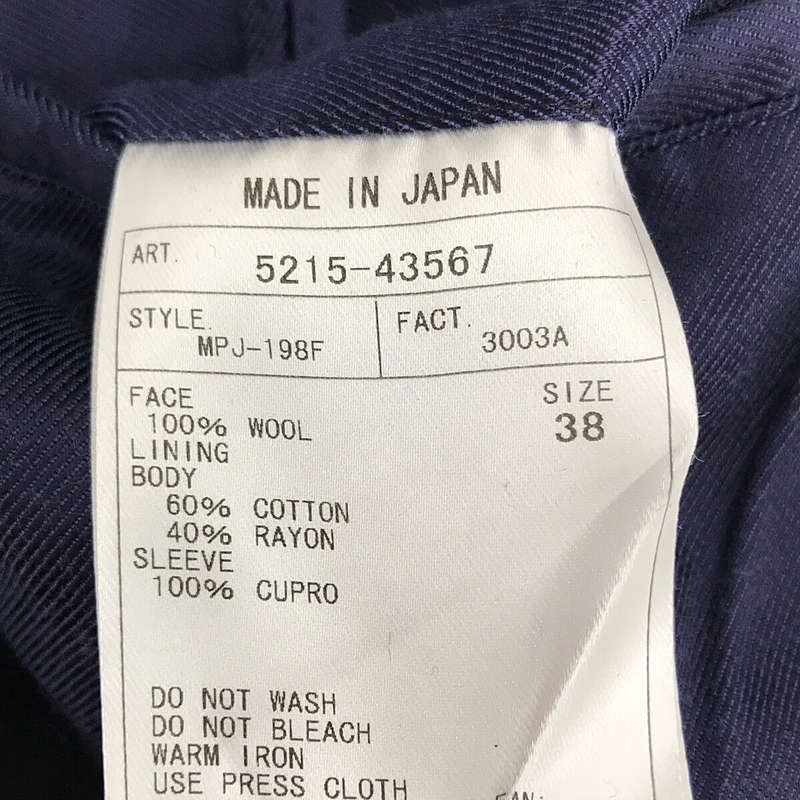 MADE IN JAPAN
ART. 5215-43567
STYLE. MPJ-198F
FACT. 3003A
FACE
100% WOOL
SIZE
38
LINING
BODY
60% COTTON
40% RAYON
SLEEVE
100% CUPRO
DO NOT WASH
DO NOT BLEACH
WARM IRON
USE PRESS CLOTH